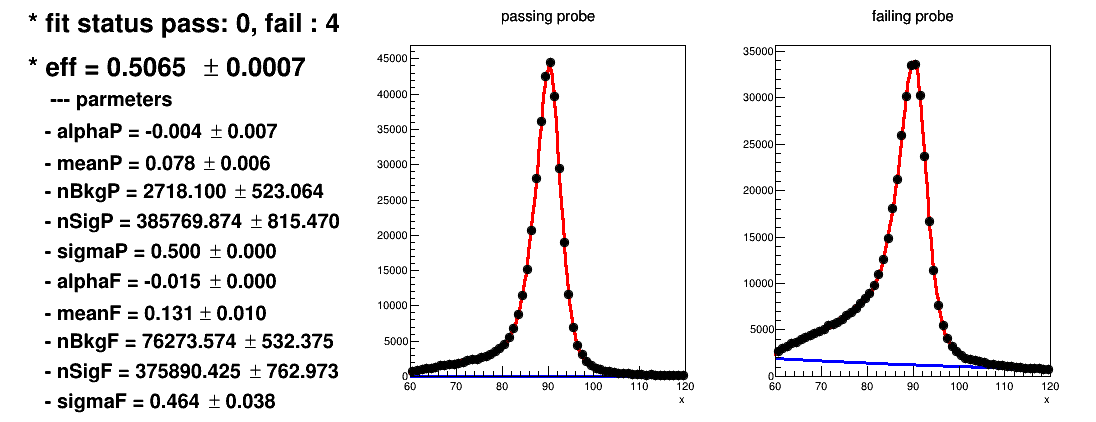 * fit status pass: 0, fail : 4
* eff = 0.5065 ± 0.0007
--- parmeters
- alphaP = -0.004 ± 0.007
- meanP = 0.078 ± 0.006
- nBkgP = 2718.100 ± 523.064
- nSigP = 385769.874 ± 815.470
- sigmaP = 0.500 ± 0.000
- alphaF = -0.015 ± 0.000
- meanF = 0.131 ± 0.010
- nBkgF = 76273.574 ± 532.375
- nSigF = 375890.425 ± 762.973
- sigmaF = 0.464 ± 0.038
passing probe
45000
40000
35000
30000
25000
20000
15000
10000
5000
0
60 70 80 90 100 110 120
x
failing probe
35000
30000
25000
20000
15000
10000
5000
0
60 70 80 90 100 110 120
x